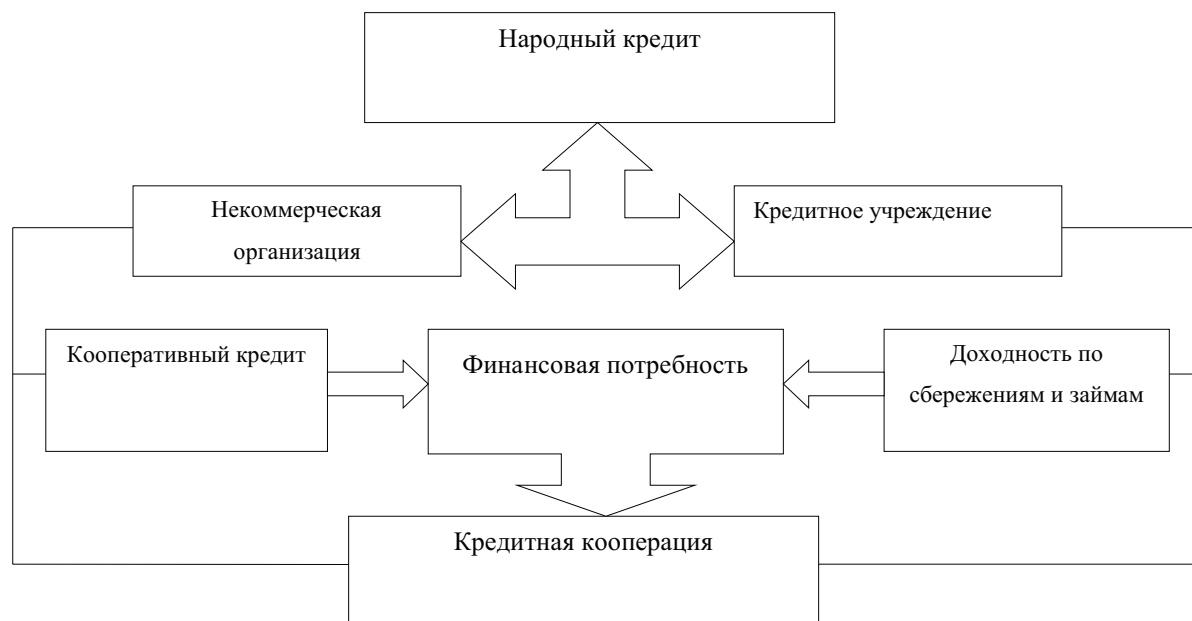 Народный кредит
Некоммерческая
организация
Кредитное учреждение
Кооперативный кредит
Финансовая потребность
Доходность по
сбережениям и займам
Кредитная кооперация